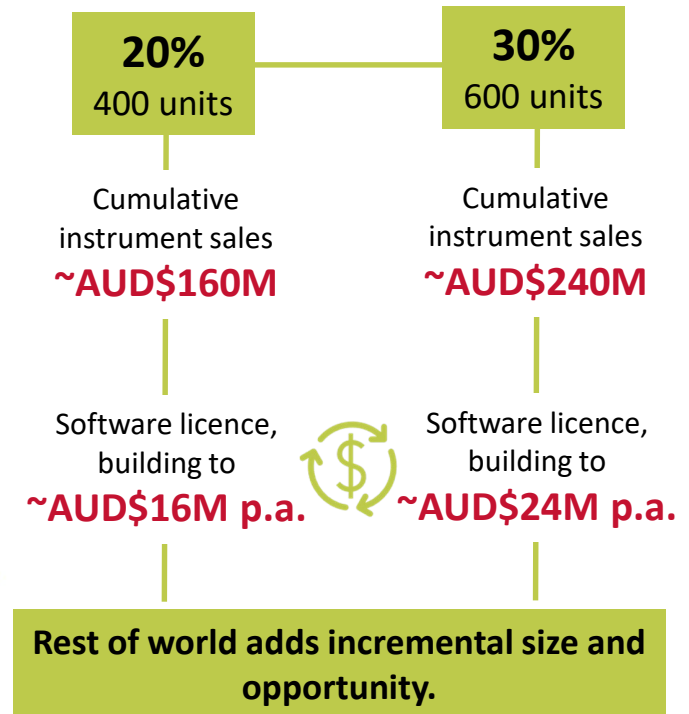 20%
400 units
Cumulative
instrument sales
~AUD$160M
Software licence,
building to
~AUD$16M p.a.
30%
600 units
Cumulative
instrument sales
~AUD$240M
Software licence,
building to
~AUD$24M p.a.
$
Rest of world adds incremental size and
opportunity.